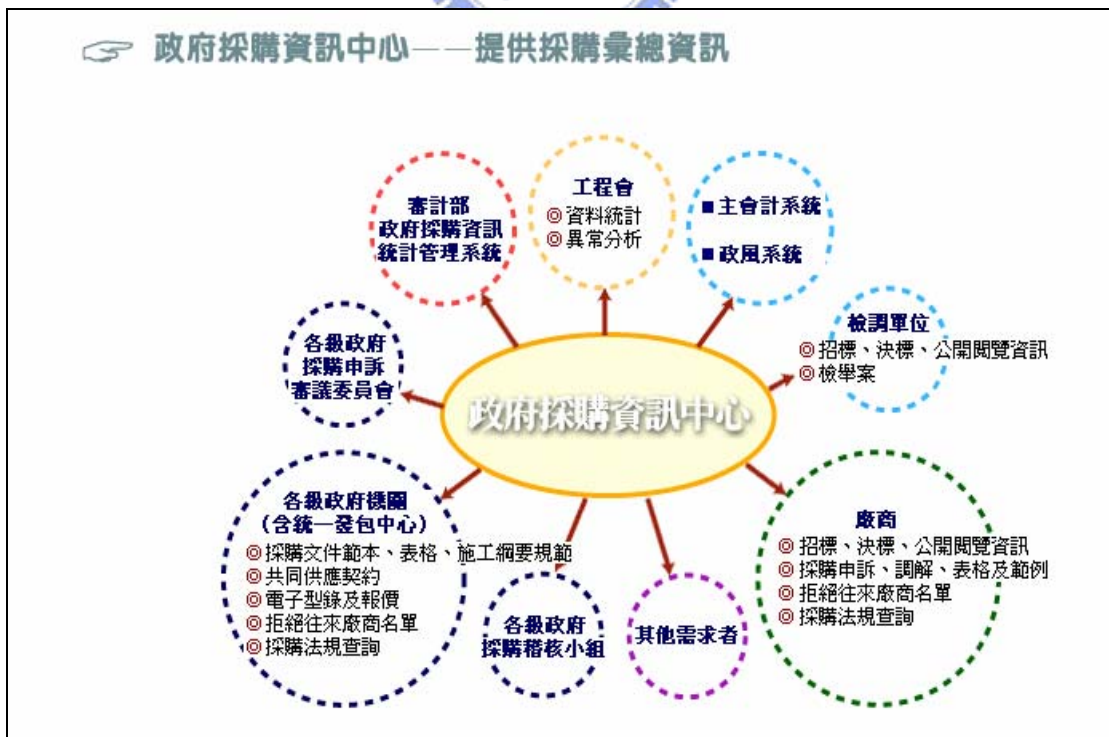 ☞ 政府採購資訊中心——提供採購彙總資訊
審計部
政府採購資訊
統計管理系統
工程會
◎資料統計
◎異常分析
■主會計系統
■政風系統
檢調單位
◎招標、決標、公開閱覽資訊
◎檢舉案
各級政府
採購申訴
審議委員會
政府採購資訊中心
各級政府機關
(含統一發包中心)
◎採購文件範本、表格、施工綱要規範
◎共同供應契約
◎電子型錄及報價
◎拒絕往來廠商名單
◎採購法規查詢
各級政府
採購稽核小組
其他需求者
廠商
◎招標、決標、公開閱覽資訊
◎採購申訴、調解、表格及範例
◎拒絕往來廠商名單
◎採購法規查詢